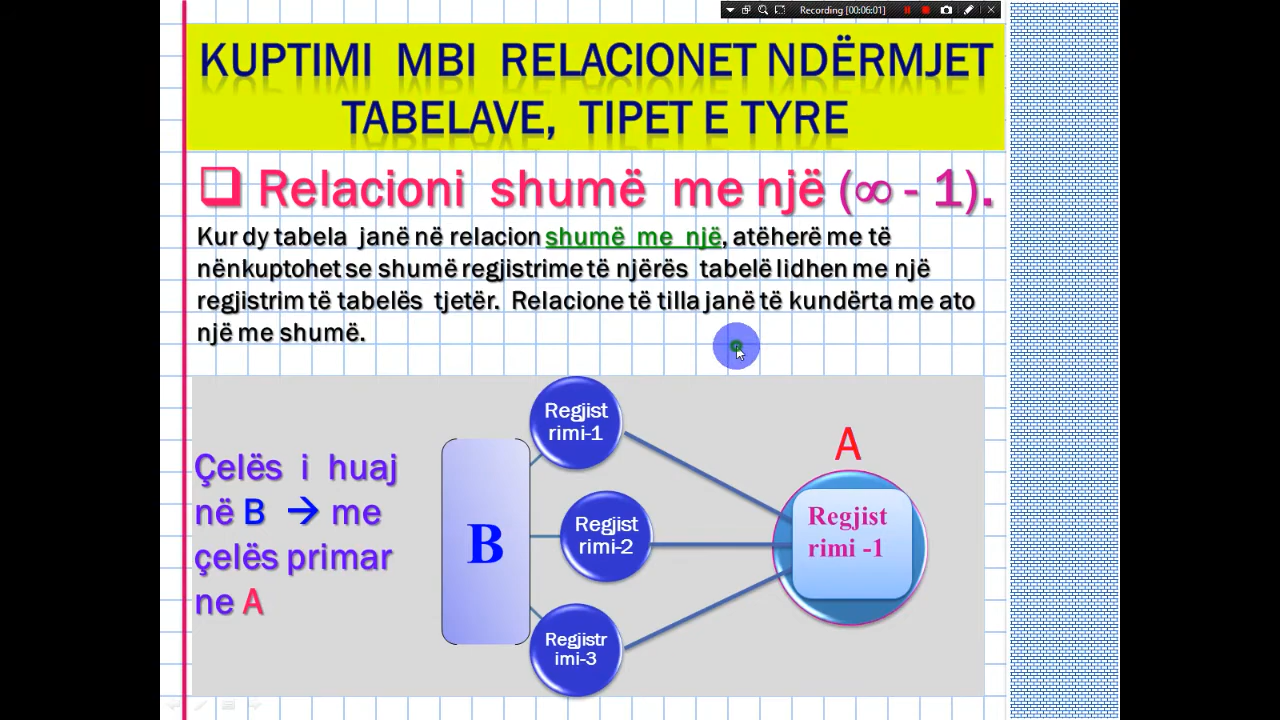 Recording [00:06:01]
KUPTIMI MBI RELACIONET NDËRMJET
TABELAVE, TIPET E TYRE
Relacioni shumë me një (∞ - 1).
Kur dy tabela janë në relacion shumë me një, atëherë me të
nënkuptohet se shumë regjistrime të njërës tabelë lidhen me një
regjistrim të tabelës tjetër. Relacione të tilla janë të kundërta me ato
një me shumë.
Çelës i huaj
në B → me
çelës primar
ne A
B
Regjist
rimi-1
Regjist
rimi-2
Regjistr
imi-3
A
Regjist
rimi -1